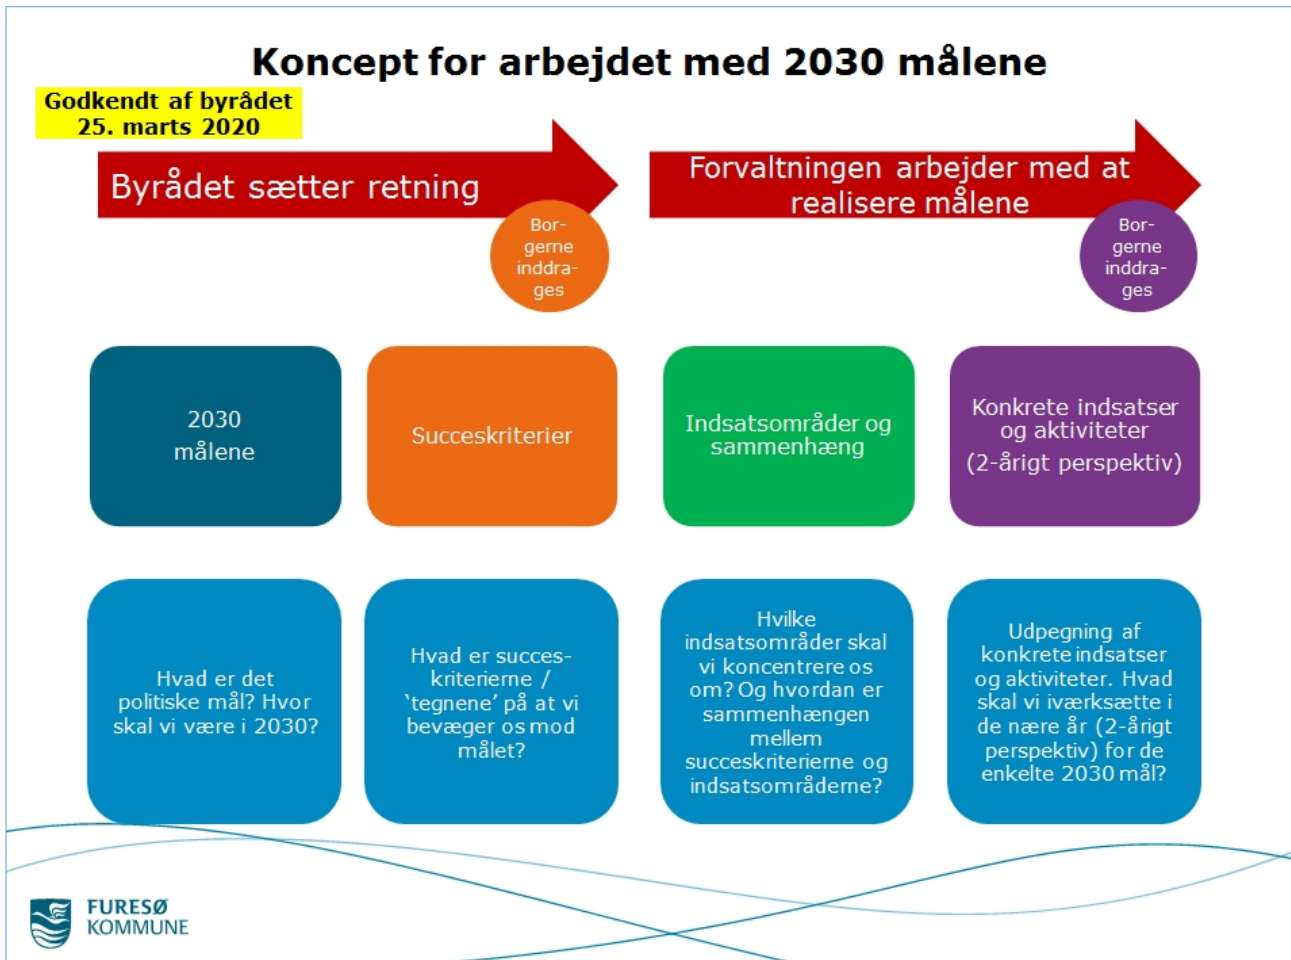 Koncept for arbejdet med 2030 målene
Godkendt af byrådet
25. marts 2020
Byrådet sætter retning
Forvaltningen arbejder med at
realisere målene
Bor-
gerne
inddra-
ges
Bor-
gerne
inddra-
ges
2030
målene
Succeskriterier
Indsatsområder og
sammenhæng
Konkrete indsatser
og aktiviteter
(2-årigt perspektiv)
Hvad er det
politiske mål? Hvor
skal vi være i 2030?
Hvad er succes-
kriterierne /
‘tegnene’ på at vi
bevæger os mod
målet?
Hvilke
indsatsområder skal
vi koncentrere os
om? Og hvordan er
sammenhængen
mellem
succeskriterierne og
indsatsområderne?
Udpegning af
konkrete indsatser
og aktiviteter. Hvad
skal vi iværksætte i
de nære år (2-årigt
perspektiv) for de
enkelte 2030 mål?
FURESØ
KOMMUNE